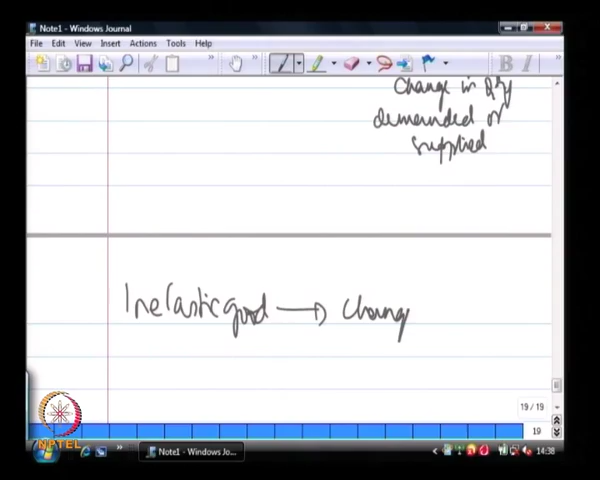 Note1 - Windows Journal
File Edit View Insert Actions Tools Help
B I
Change in Qty
demanded or
supplied
Inelastic good → Chang
19 / 19
19
NPTEL
Note1 - Windows Jo...
14:38